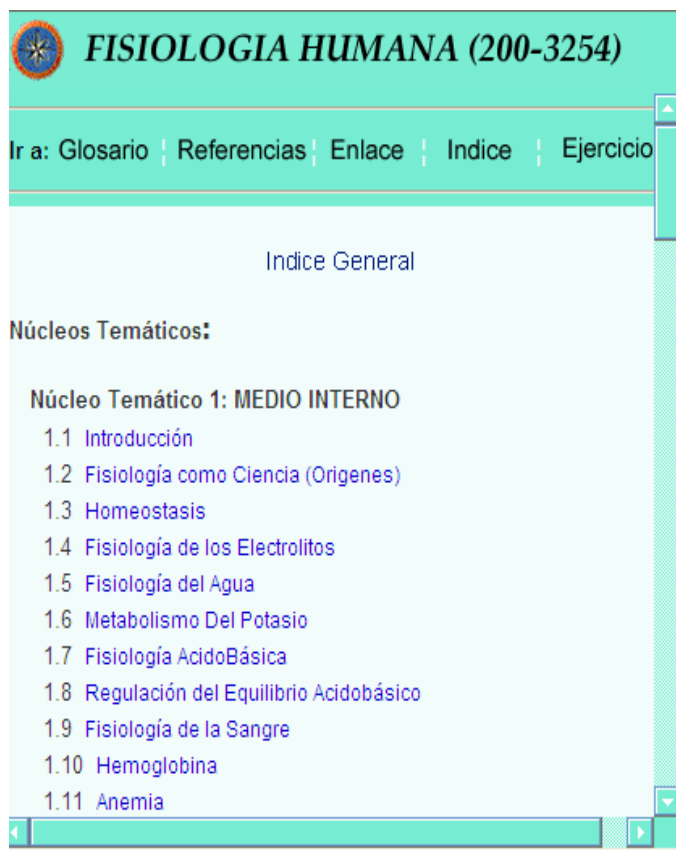 FISIOLOGIA HUMANA (200-3254)
Ir a: Glosario ¦ Referencias ¦ Enlace ¦ Indice ¦ Ejercicio
Indice General
Núcleos Temáticos:
Núcleo Temático 1: MEDIO INTERNO
1.1 Introducción
1.2 Fisiología como Ciencia (Origenes)
1.3 Homeostasis
1.4 Fisiología de los Electrolitos
1.5 Fisiología del Agua
1.6 Metabolismo Del Potasio
1.7 Fisiología AcidoBásica
1.8 Regulación del Equilibrio Acidobásico
1.9 Fisiología de la Sangre
1.10 Hemoglobina
1.11 Anemia